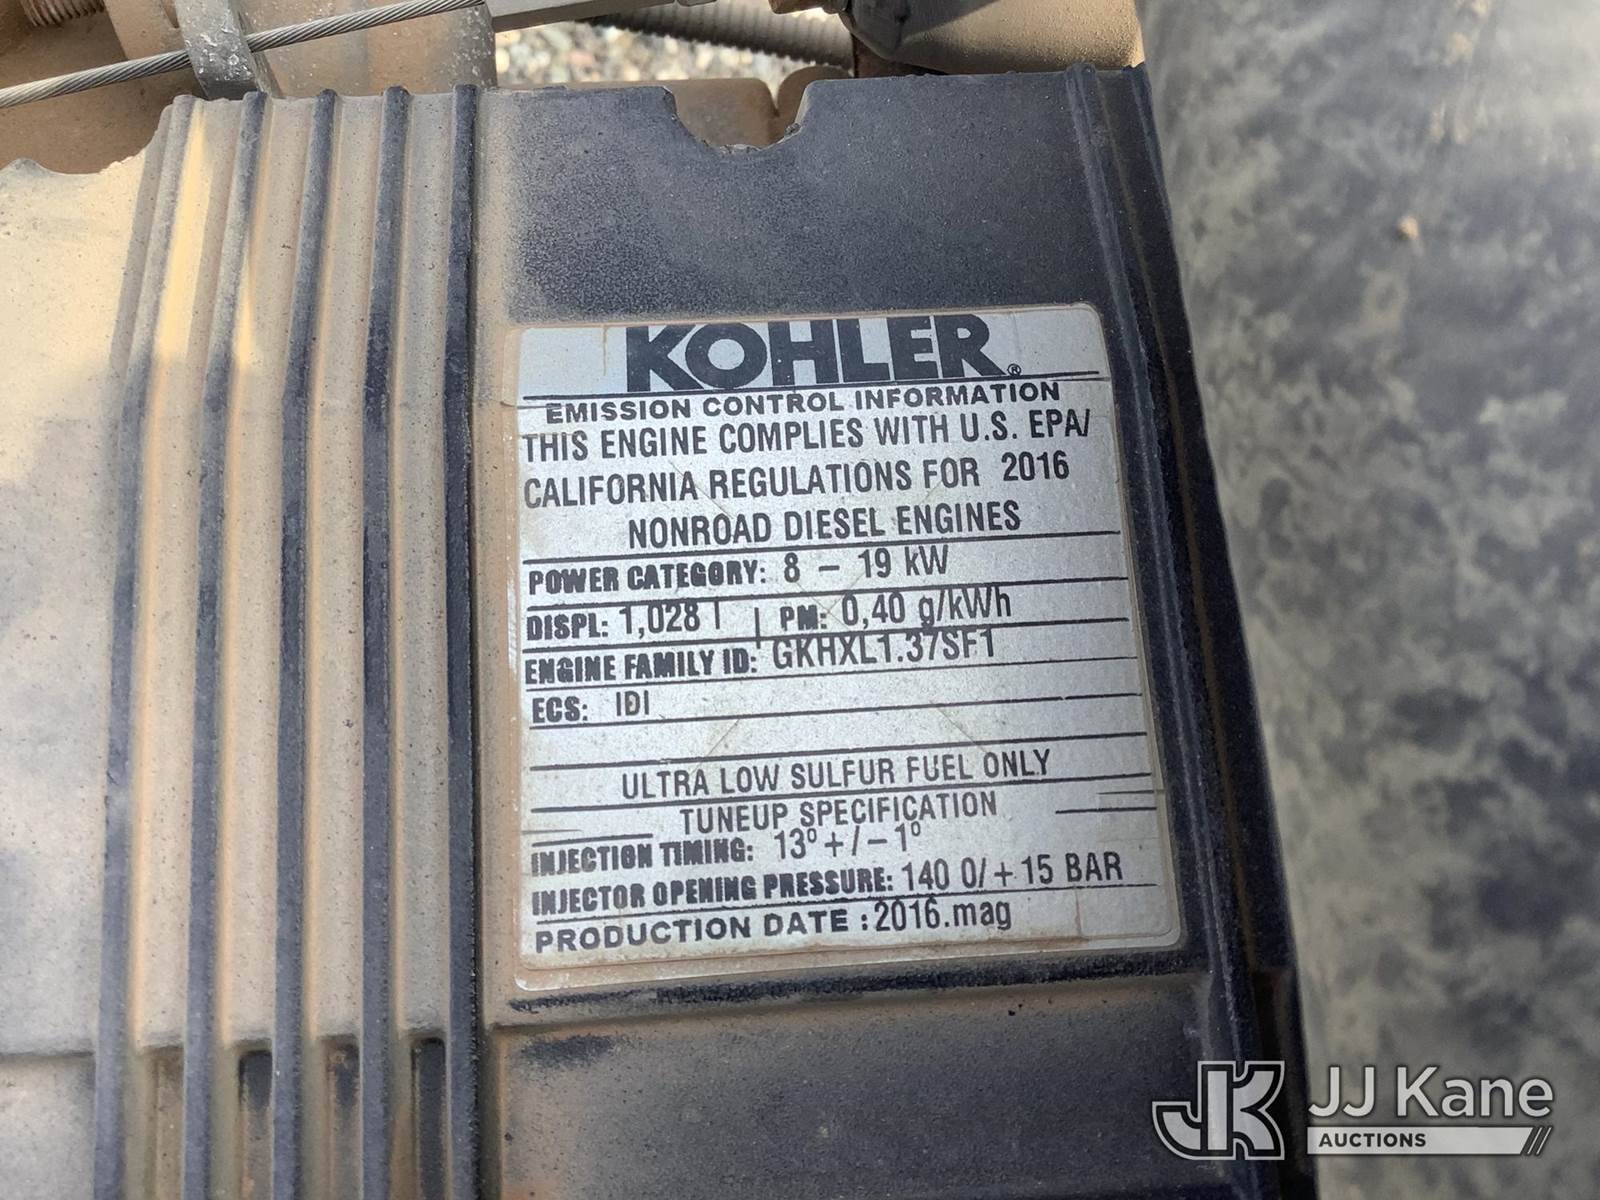 KOHLER®
EMISSION CONTROL INFORMATION
THIS ENGINE COMPLIES WITH U.S. EPA/
CALIFORNIA REGULATIONS FOR 2016
NONROAD DIESEL ENGINES
POWER CATEGORY: 8 – 19 kW
DISPL: 1,028 l | PM: 0,40 g/kWh
ENGINE FAMILY ID: GKHXL1.37SF1
ECS: IDI
ULTRA LOW SULFUR FUEL ONLY
TUNEUP SPECIFICATION
INJECTION TIMING: 13° +/– 1°
INJECTOR OPENING PRESSURE: 140 0/+15 BAR
PRODUCTION DATE : 2016.mag
JK JJ Kane
AUCTIONS